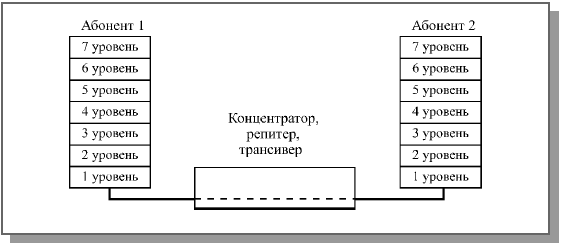 Абонент 1
7 уровень
6 уровень
5 уровень
4 уровень
3 уровень
2 уровень
1 уровень
Концентратор,
репитер,
трансивер
Абонент 2
7 уровень
6 уровень
5 уровень
4 уровень
3 уровень
2 уровень
1 уровень